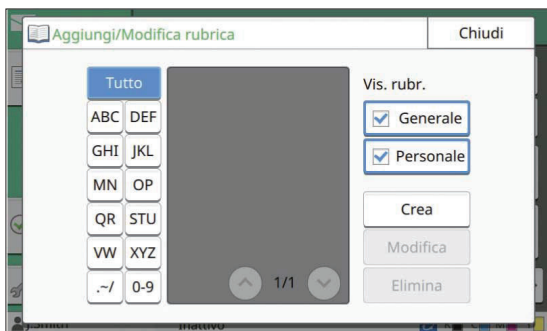 Aggiungi/Modifica rubrica
Chiudi
Tutto
ABC DEF
GHI JKL
MN OP
QR STU
VW XYZ
.~/ 0-9
1/1
Vis. rubr.
Generale
Personale
Crea
Modifica
Elimina
J.Smith
Inattivo